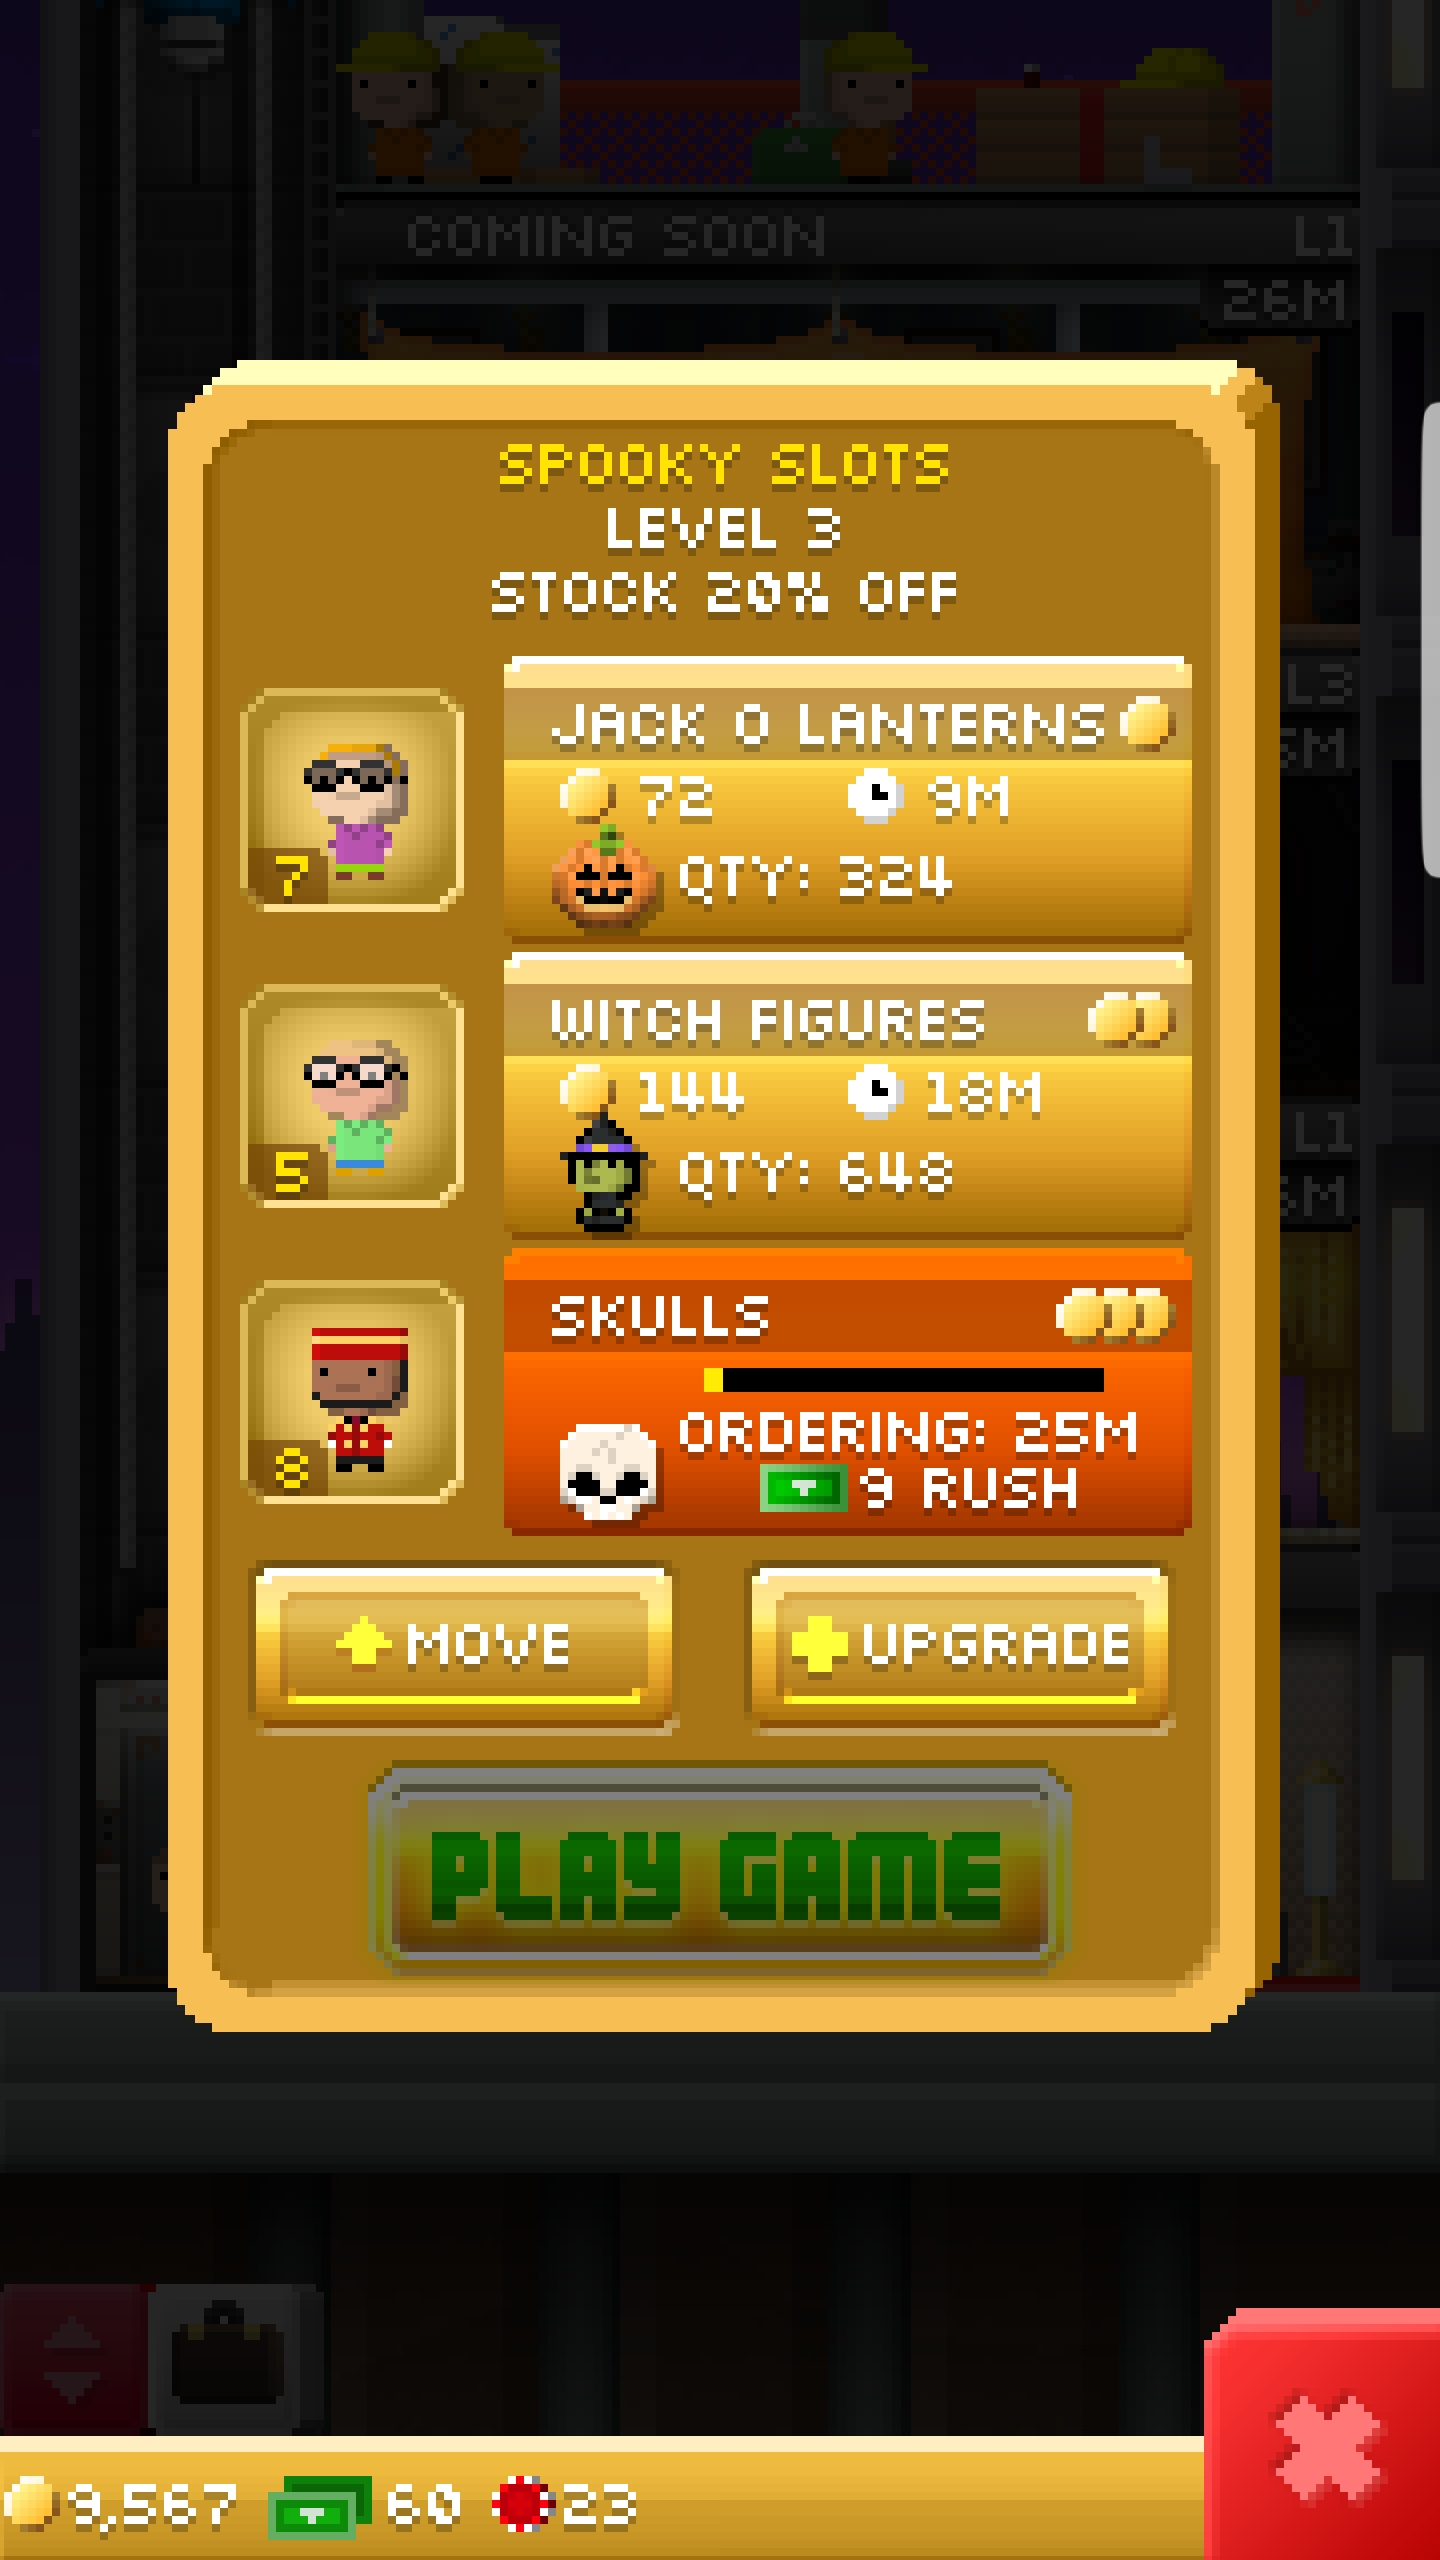 COMING SOON L1
26M
SPOOKY SLOTS
LEVEL 3
STOCK 20% OFF
L3
JACK O LANTERNS
72 9M
7 QTY: 324
WITCH FIGURES
144 18M
L1
5 QTY: 648
SKULLS
ORDERING: 25M
8 9 RUSH
MOVE UPGRADE
PLAY GAME
9,567 60 23